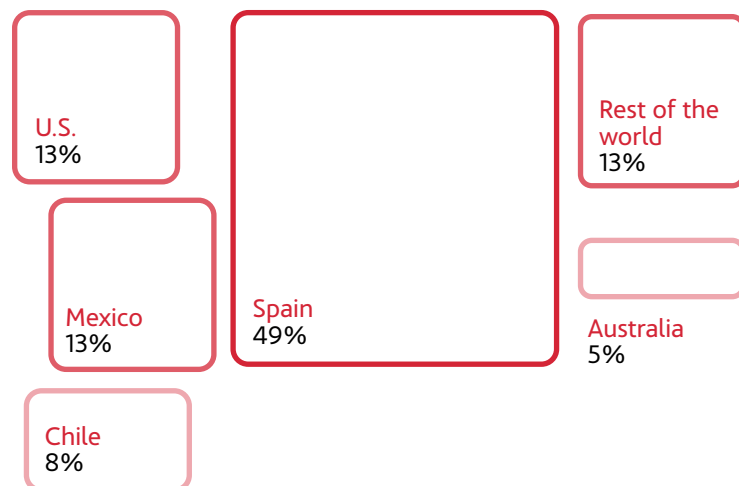 U.S.
13%
Mexico
13%
Chile
8%
Spain
49%
Rest of the
world
13%
Australia
5%